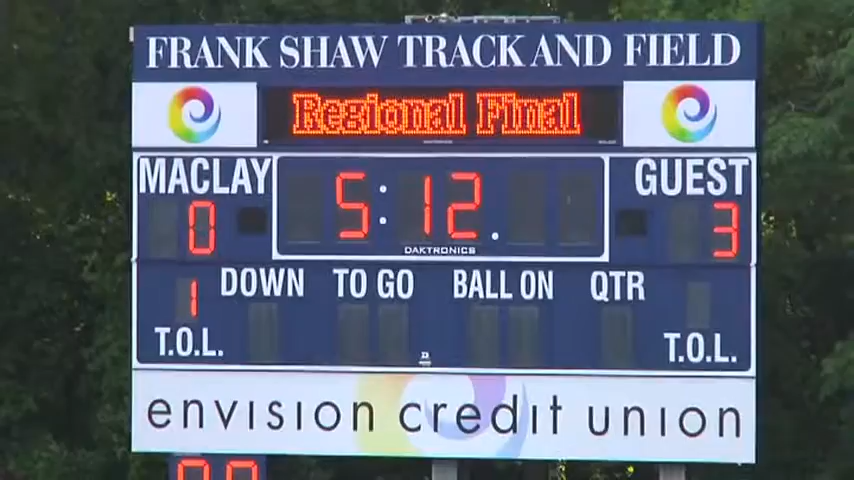 FRANK SHAW TRACK AND FIELD
Regional Final
MACLAY 5:12. GUEST
0 3
DAKTRONICS
1 DOWN TO GO BALL ON QTR
T.O.L. T.O.L.
envision credit union
00